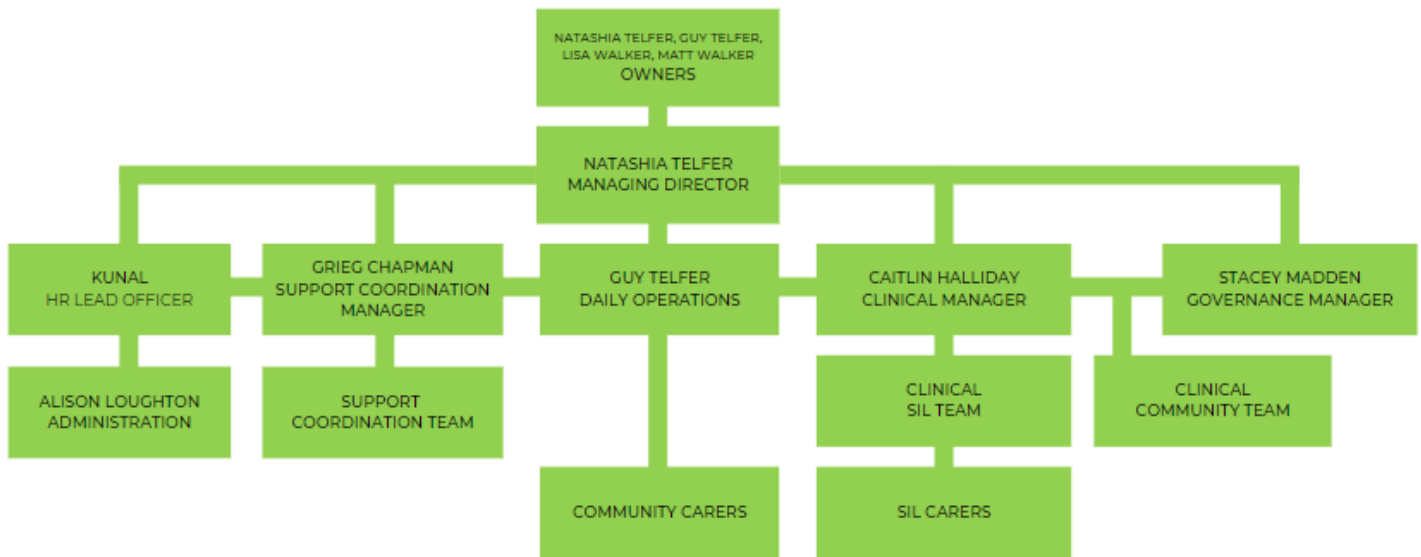 NATASHIA TELFER, GUY TELFER,
LISA WALKER, MATT WALKER
OWNERS
NATASHIA TELFER
MANAGING DIRECTOR
KUNAL
HR LEAD OFFICER
GRIEG CHAPMAN
SUPPORT COORDINATION
MANAGER
GUY TELFER
DAILY OPERATIONS
CAITLIN HALLIDAY
CLINICAL MANAGER
STACEY MADDEN
GOVERNANCE MANAGER
ALISON LOUGHTON
ADMINISTRATION
SUPPORT
COORDINATION TEAM
CLINICAL
SIL TEAM
CLINICAL
COMMUNITY TEAM
COMMUNITY CARERS
SIL CARERS